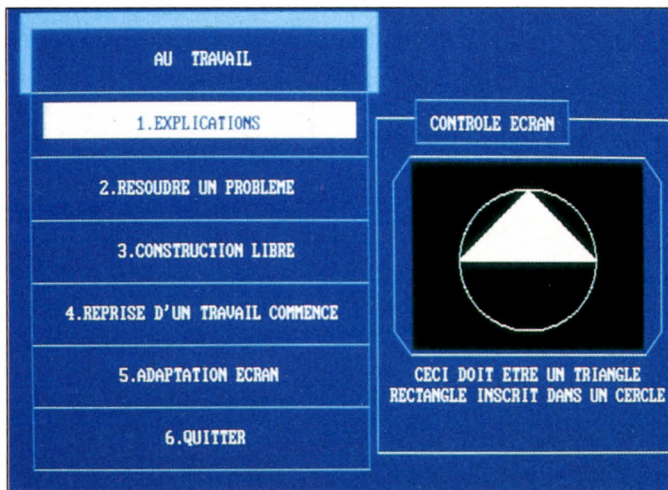 AU TRAVAIL
1.EXPLICATIONS
2.RESOUDRE UN PROBLEME
3.CONSTRUCTION LIBRE
4.REPRISE D'UN TRAVAIL COMMENCE
5.ADAPTATION ECRAN
6.QUITTER
CONTROLE ECRAN
CECI DOIT ETRE UN TRIANGLE
RECTANGLE INSCRIT DANS UN CERCLE